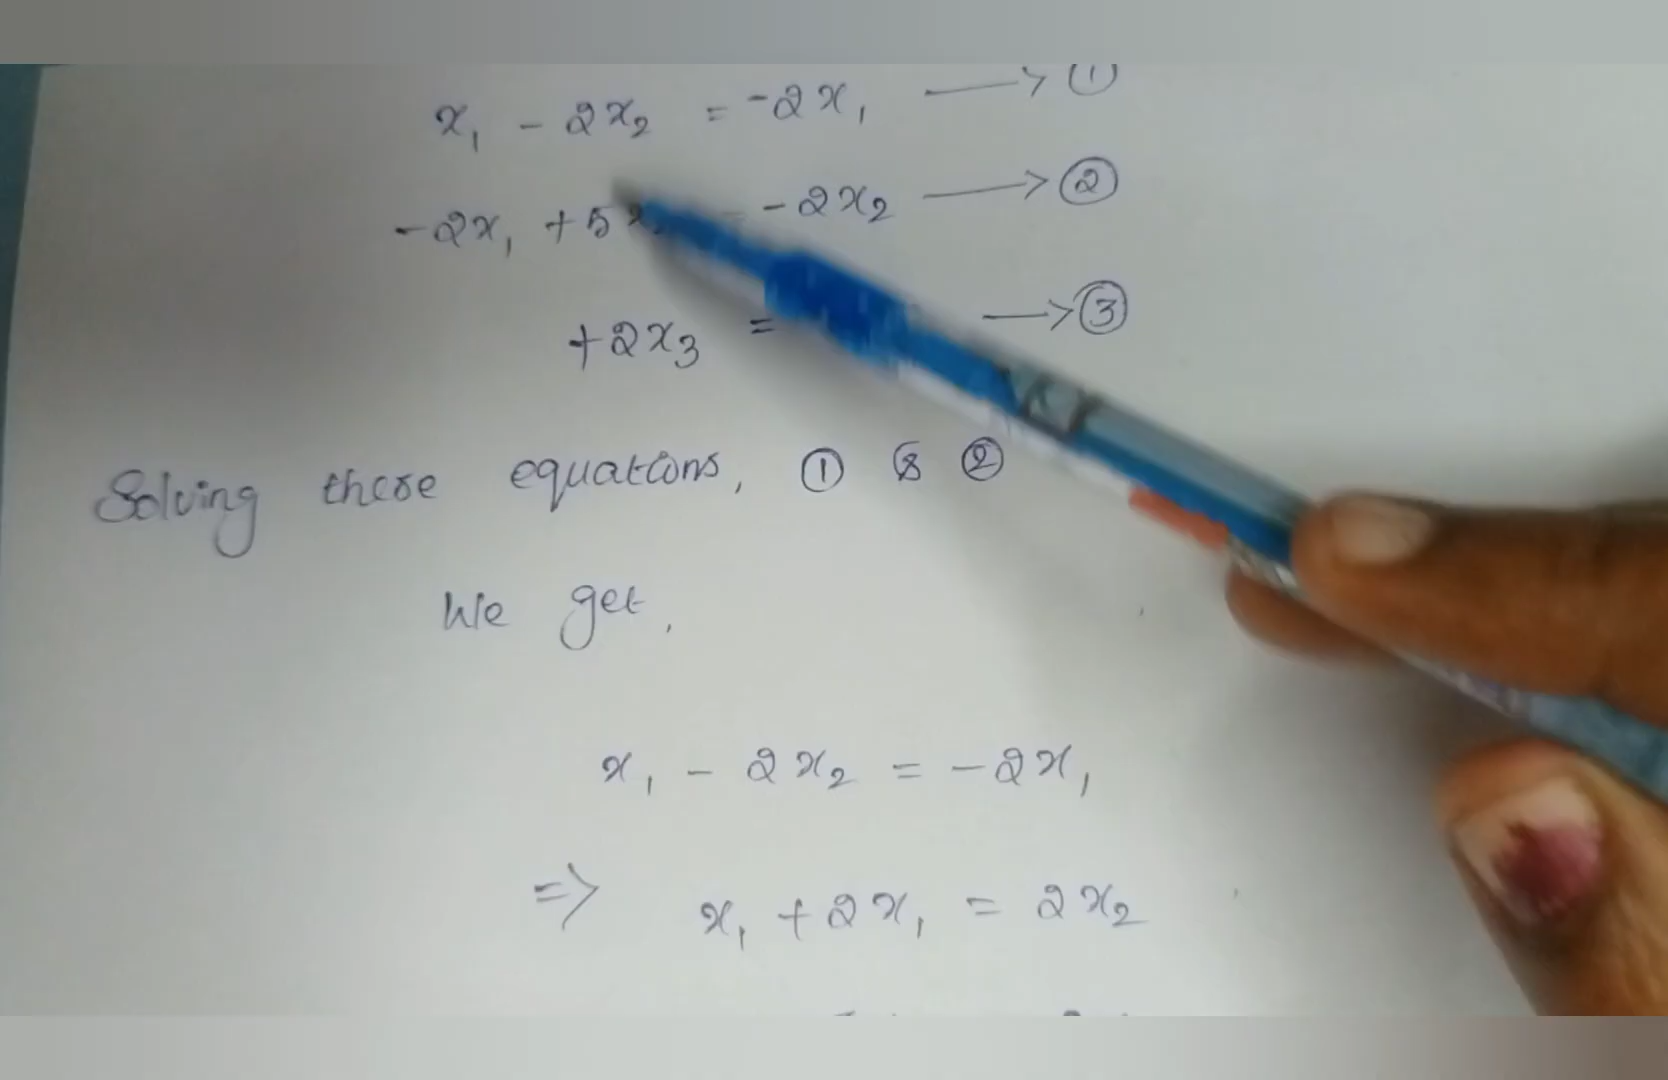 x₁ - 2x₂ = -2x₁ ⟶ ①
-2x₁ + 5x₂ = -2x₂ ⟶ ②
+2x₃ = ⟶ ③
Solving these equations, ① & ②
We get,
x₁ - 2x₂ = -2x₁
=> x₁ + 2x₁ = 2x₂